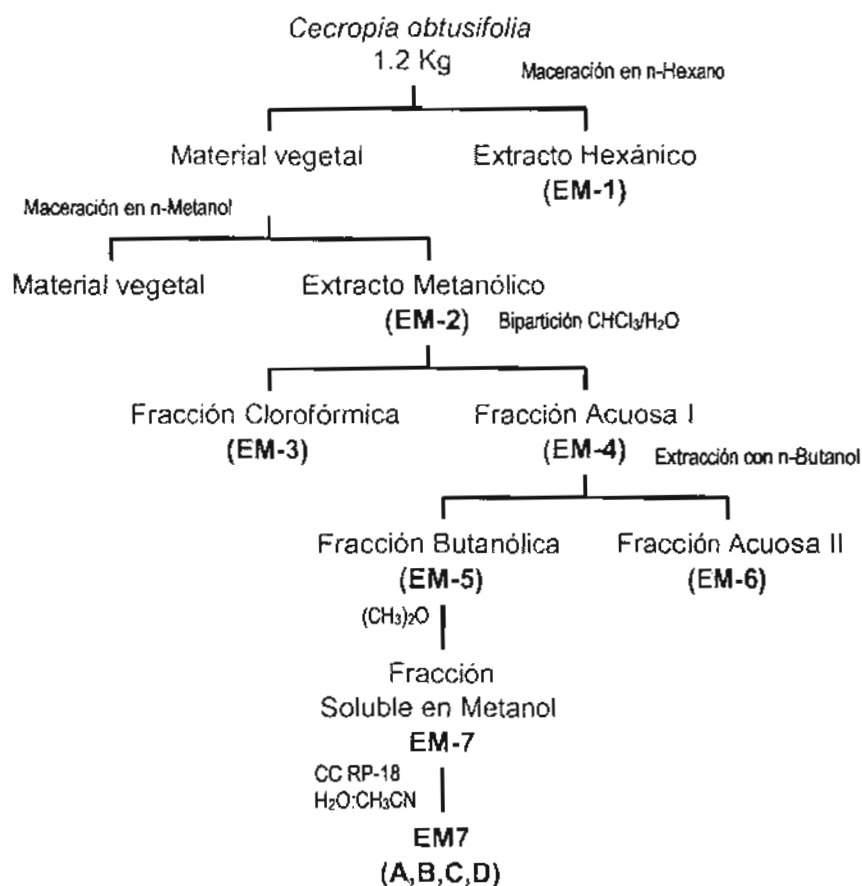 Cecropia obtusifolia
1.2 Kg
Maceración en n-Hexano
Material vegetal
Extracto Hexánico
(EM-1)
Maceración en n-Metanol
Material vegetal
Extracto Metanólico
(EM-2)
Bipartición CHCl₃/H₂O
Fracción Clorofórmica
(EM-3)
Fracción Acuosa I
(EM-4)
Extracción con n-Butanol
Fracción Butanólica
(EM-5)
Fracción Acuosa II
(EM-6)
(CH₃)₂O
Fracción
Soluble en Metanol
EM-7
CC RP-18
H₂O:CH₃CN
EM7
(A,B,C,D)